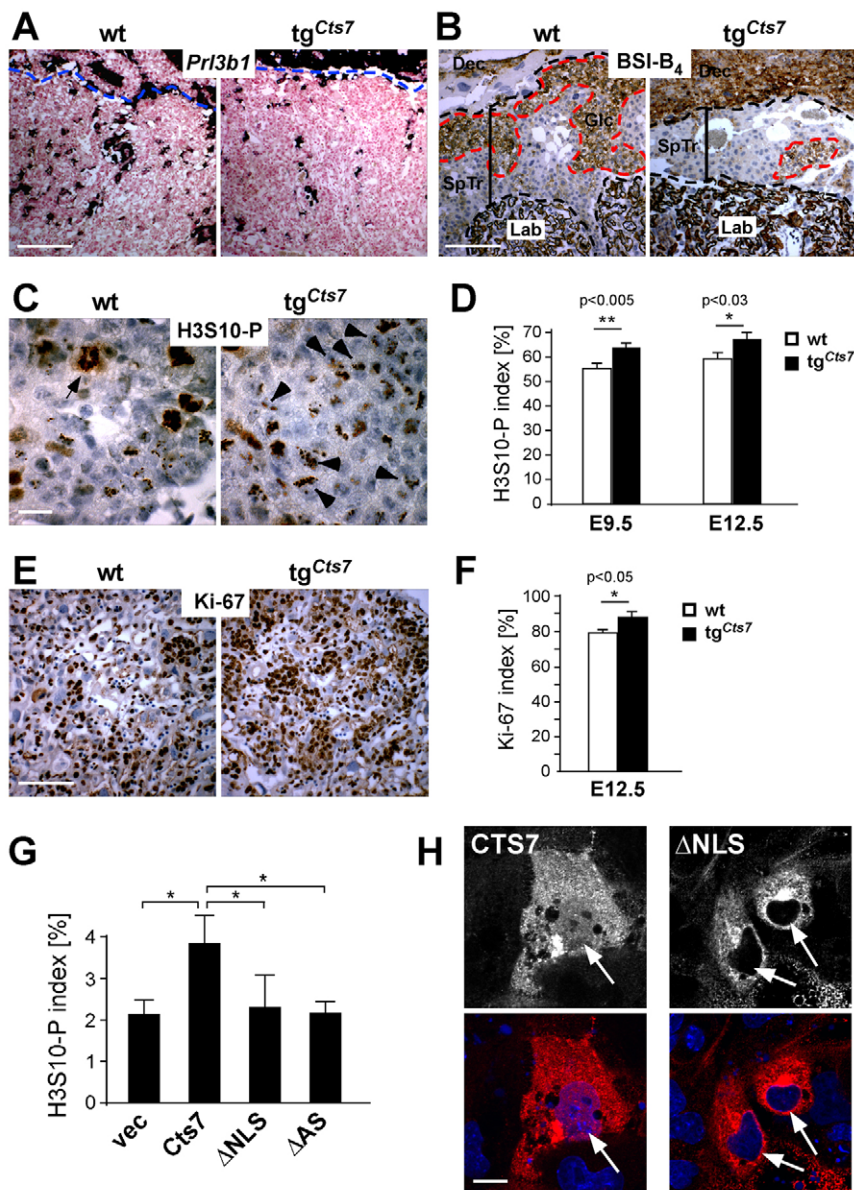 A
wt
tgCts7
Prl3b1
B
wt
tgCts7
BSI-B4
Dec
Glc
SpTr
Lab
Dec
SpTr
Lab
C
wt
tgCts7
H3S10-P
D
p<0.005
p<0.03
**
*
wt
tgCts7
H3S10-P index [%]
70
60
50
40
30
20
10
0
E9.5
E12.5
E
wt
tgCts7
Ki-67
F
p<0.05
*
wt
tgCts7
Ki-67 index [%]
100
80
60
40
20
0
E12.5
G
*
*
*
H3S10-P index [%]
4
3
2
1
0
vec
Cts7
ΔNLS
ΔAS
H
CTS7
ΔNLS